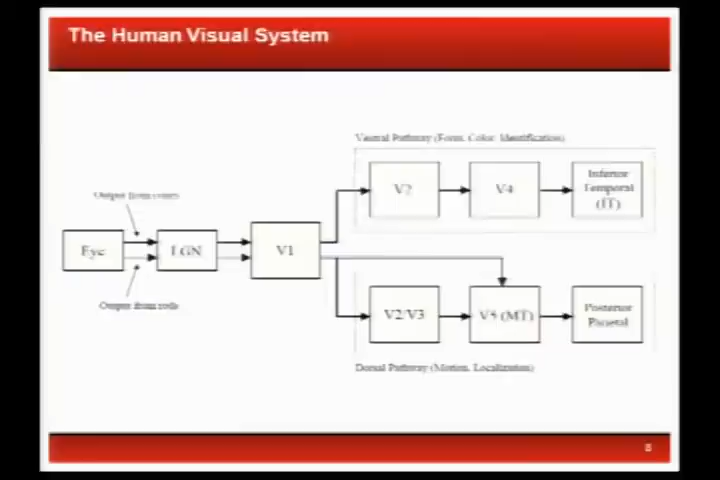 The Human Visual System
Ventral Pathway (Form, Color, Identification)
V2
V4
Inferior
Temporal
(IT)
Output from cones
Eye
LGN
V1
Output from rods
V2/V3
V5 (MT)
Posterior
Parietal
Dorsal Pathway (Motion, Localization)
8